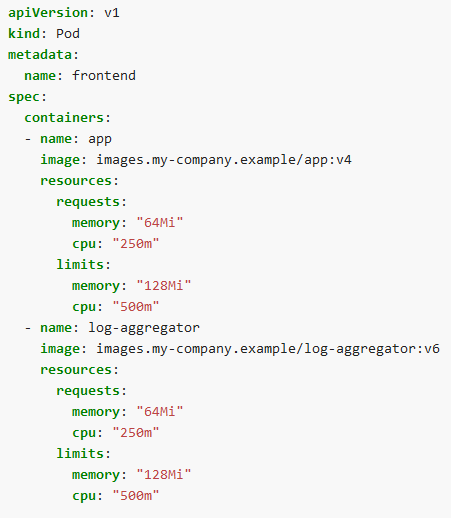 apiVersion: v1
kind: Pod
metadata:
  name: frontend
spec:
  containers:
  - name: app
    image: images.my-company.example/app:v4
    resources:
      requests:
        memory: "64Mi"
        cpu: "250m"
      limits:
        memory: "128Mi"
        cpu: "500m"
  - name: log-aggregator
    image: images.my-company.example/log-aggregator:v6
    resources:
      requests:
        memory: "64Mi"
        cpu: "250m"
      limits:
        memory: "128Mi"
        cpu: "500m"